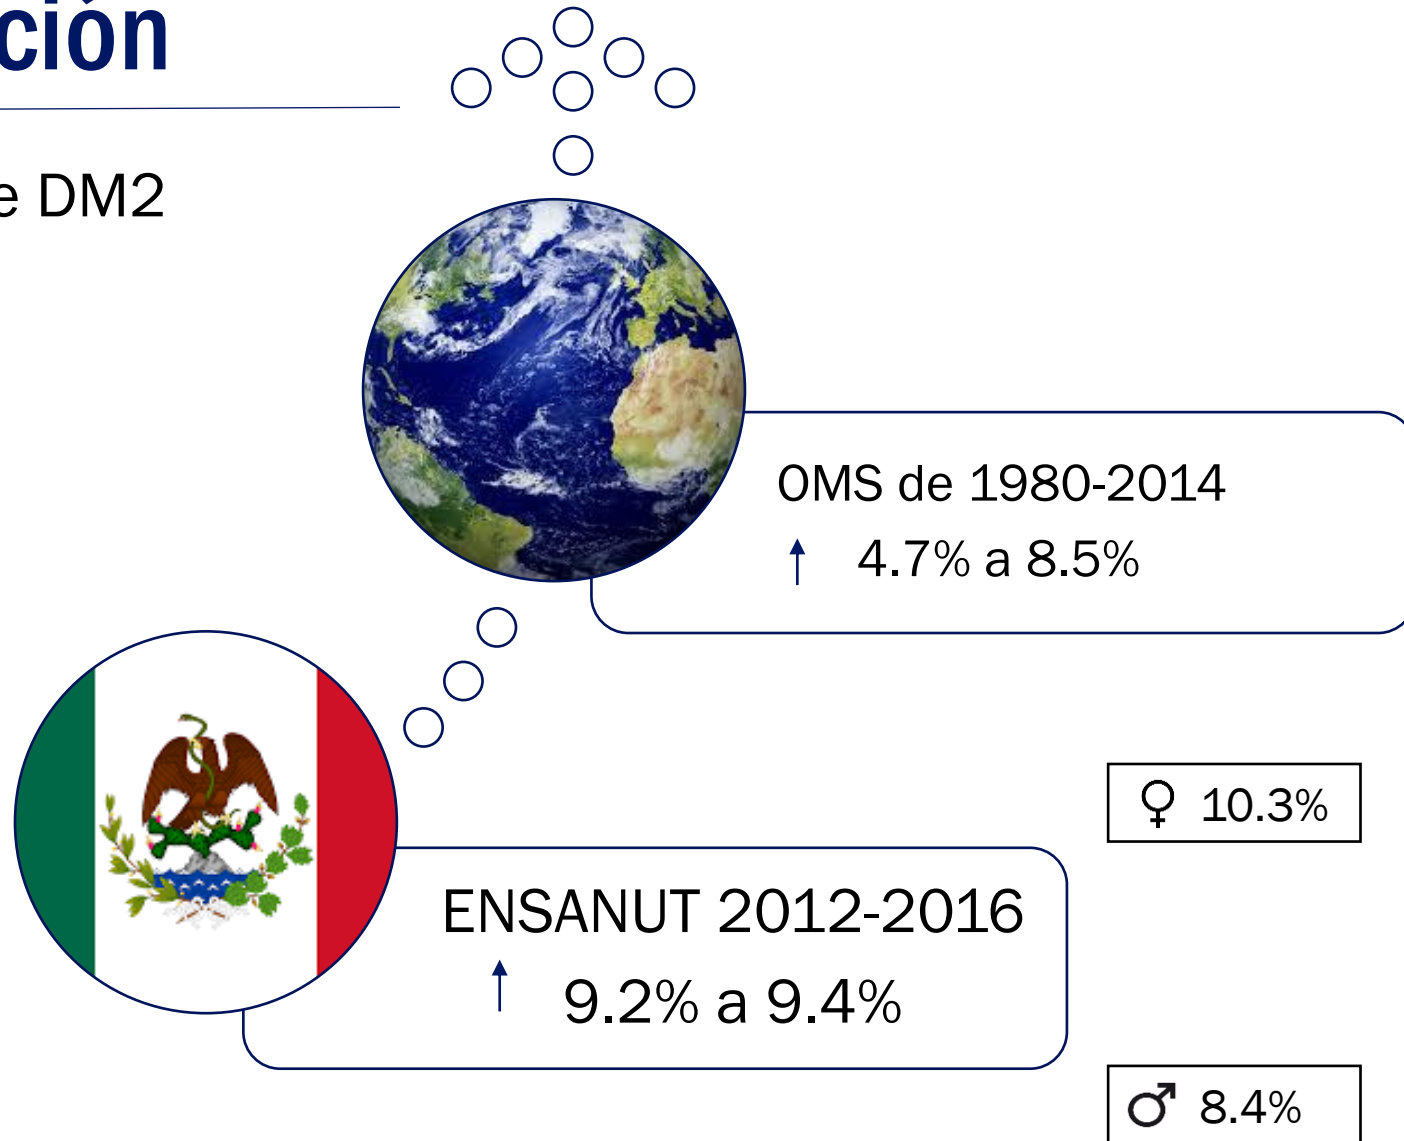 ción
e DM2
OMS de 1980-2014
↑ 4.7% a 8.5%
♀ 10.3%
ENSANUT 2012-2016
↑ 9.2% a 9.4%
♂ 8.4%